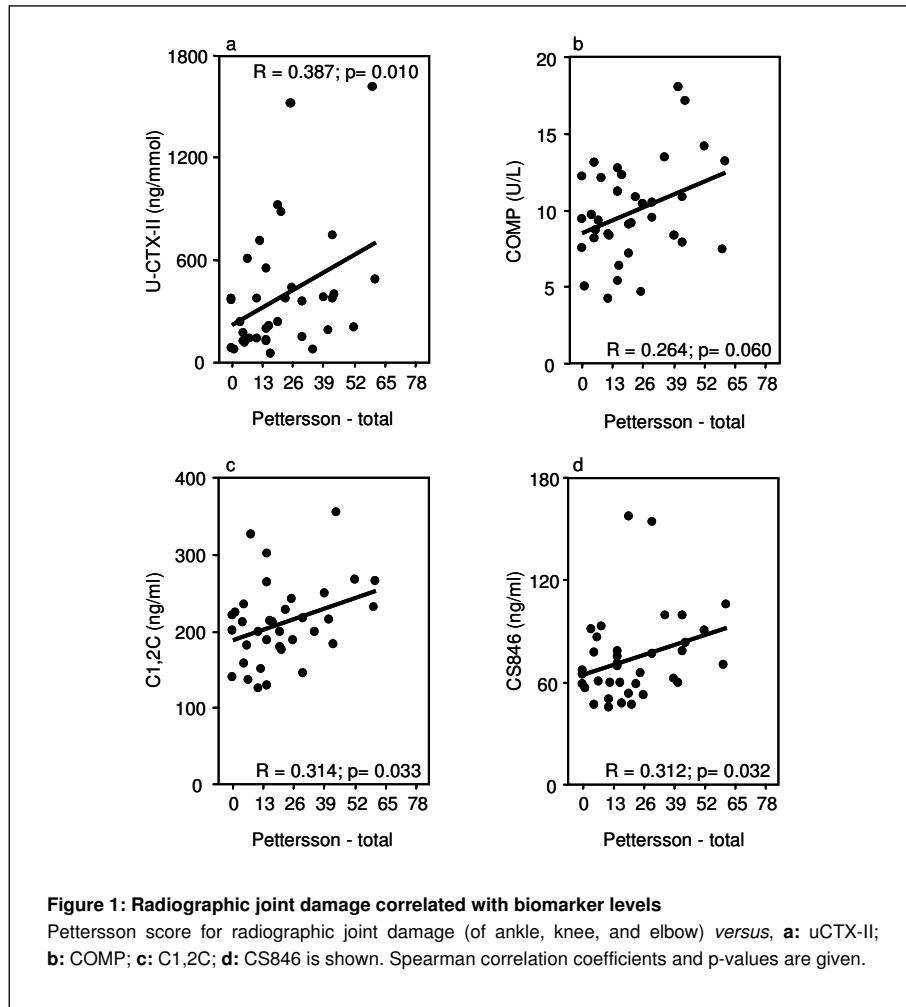 a
1800
1200
600
0
U-CTX-II (ng/mmol)
R = 0.387; p= 0.010
0 13 26 39 52 65 78
Pettersson - total
b
20
15
10
5
0
COMP (U/L)
R = 0.264; p= 0.060
0 13 26 39 52 65 78
Pettersson - total
c
400
300
200
100
0
C1,2C (ng/ml)
R = 0.314; p= 0.033
0 13 26 39 52 65 78
Pettersson - total
d
180
120
60
0
CS846 (ng/ml)
R = 0.312; p= 0.032
0 13 26 39 52 65 78
Pettersson - total
Figure 1: Radiographic joint damage correlated with biomarker levels
Pettersson score for radiographic joint damage (of ankle, knee, and elbow) versus, a: uCTX-II;
b: COMP; c: C1,2C; d: CS846 is shown. Spearman correlation coefficients and p-values are given.